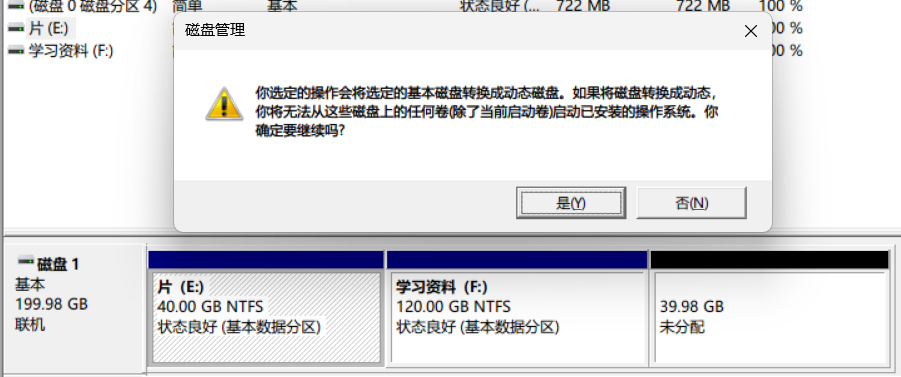 (磁盘 0 磁盘分区 4) 简单 基本 状态良好 (... 722 MB 722 MB 100 %
片 (E:) 00 %
学习资料 (F:) 00 %
磁盘管理
你选定的操作会将选定的基本磁盘转换成动态磁盘。如果将磁盘转换成动态，
你将无法从这些磁盘上的任何卷(除了当前启动卷)启动已安装的操作系统。你
确定要继续吗?
是(Y) 否(N)
磁盘 1
基本
199.98 GB
联机
片 (E:)
40.00 GB NTFS
状态良好 (基本数据分区)
学习资料 (F:)
120.00 GB NTFS
状态良好 (基本数据分区)
39.98 GB
未分配